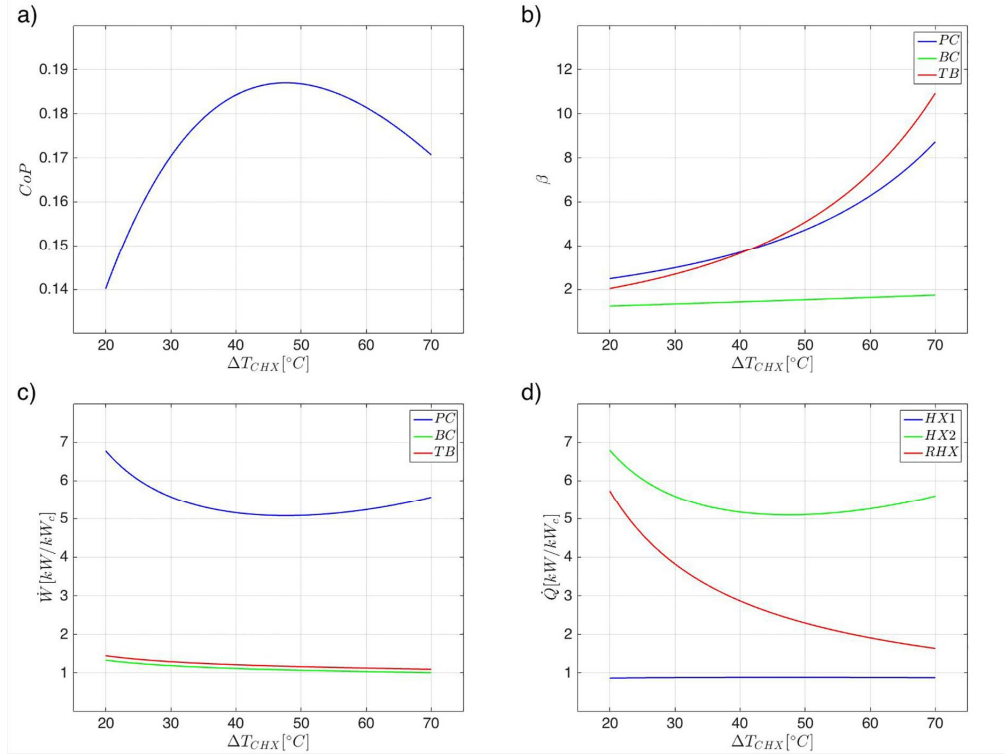 a)
0.19
0.18
0.17
0.16
0.15
0.14
CoP
20 30 40 50 60 70
ΔT_CHX[°C]
b)
PC
BC
TB
12
10
8
6
4
2
β
20 30 40 50 60 70
ΔT_CHX[°C]
c)
PC
BC
TB
7
6
5
4
3
2
1
Ẇ[kW/kW_c]
20 30 40 50 60 70
ΔT_CHX[°C]
d)
HX1
HX2
RHX
7
6
5
4
3
2
1
Q̇[kW/kW_c]
20 30 40 50 60 70
ΔT_CHX[°C]